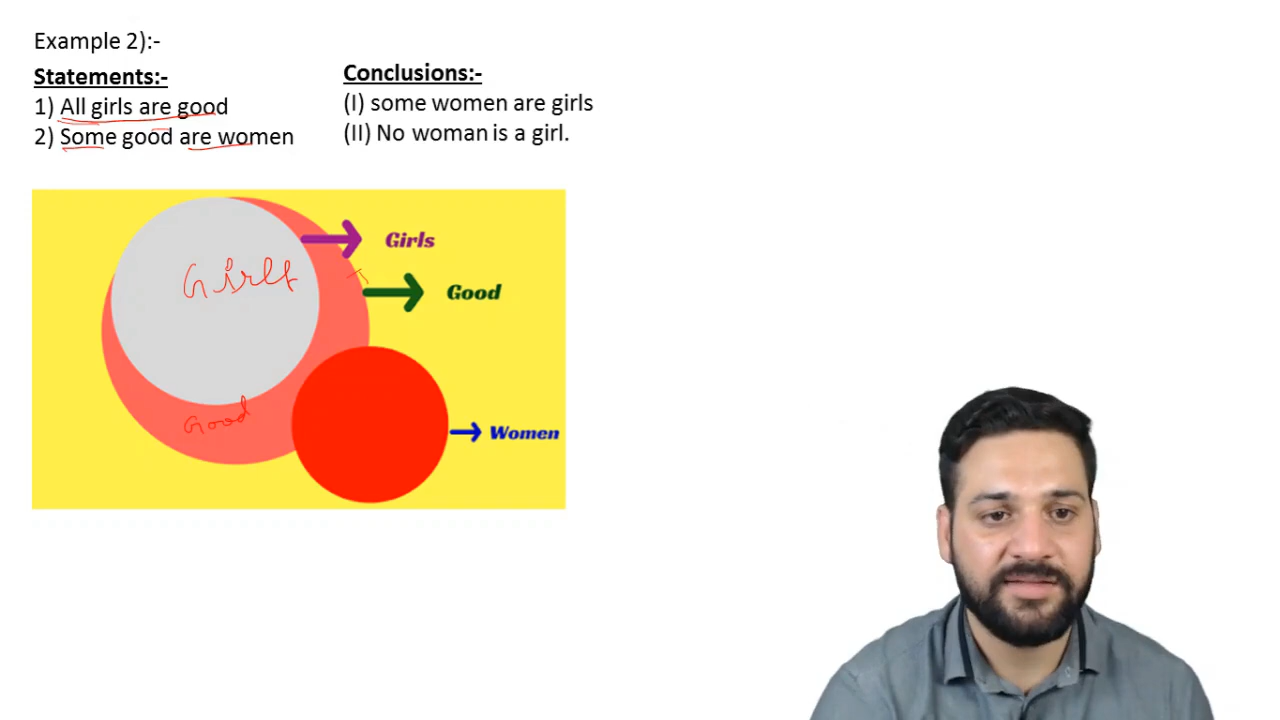 Example 2):-
Statements:-
1) All girls are good
2) Some good are women
Conclusions:-
(I) some women are girls
(II) No woman is a girl.
Girls
Girls
Good
Good
Women